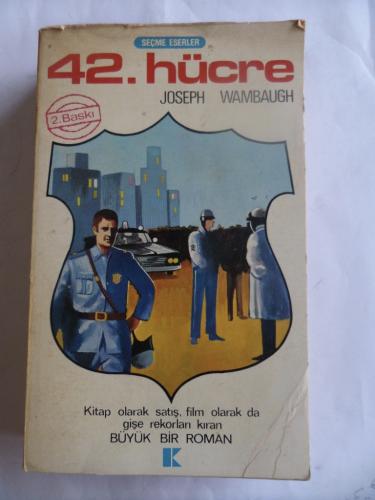 SEÇME ESERLER
42. hücre
JOSEPH WAMBAUGH
2. Baskı
Kitap olarak satış, film olarak da
gişe rekorları kıran
BÜYÜK BİR ROMAN
K